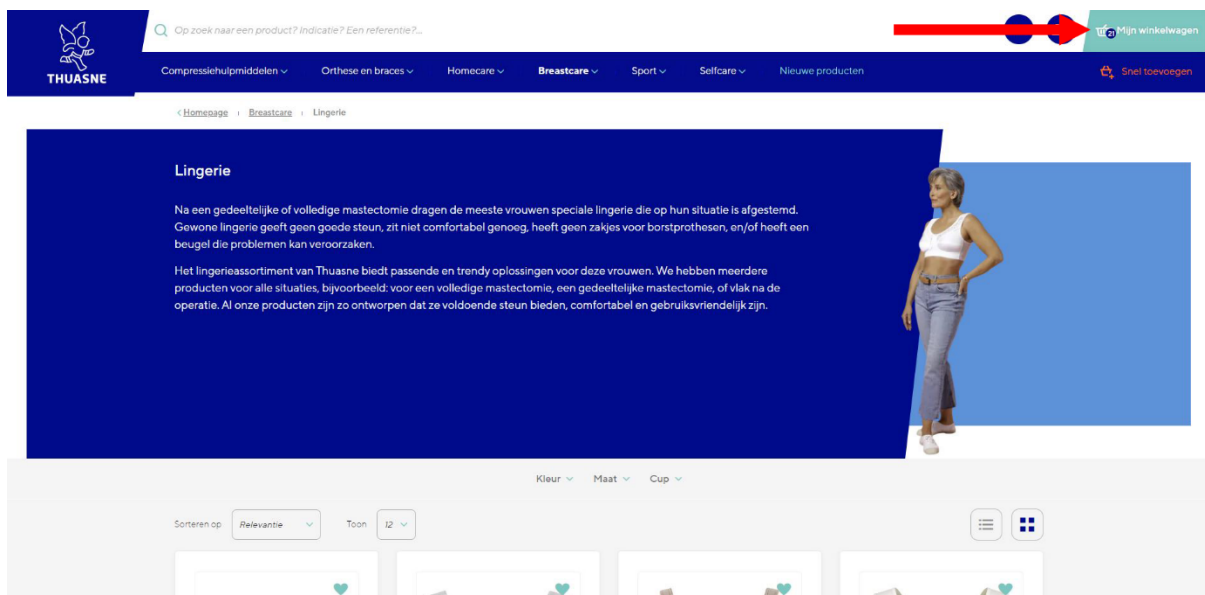 Op zoek naar een product? Indicatie? Een referentie?...
21 Mijn winkelwagen
THUASNE
Compressiehulpmiddelen Orthese en braces Homecare Breastcare Sport Selfcare Nieuwe producten Snel toevoegen
< Homepage Breastcare Lingerie
Lingerie
Na een gedeeltelijke of volledige mastectomie dragen de meeste vrouwen speciale lingerie die op hun situatie is afgestemd.
Gewone lingerie geeft geen goede steun, zit niet comfortabel genoeg, heeft geen zakjes voor borstprothesen, en/of heeft een
beugel die problemen kan veroorzaken.
Het lingerieassortiment van Thuasne biedt passende en trendy oplossingen voor deze vrouwen. We hebben meerdere
producten voor alle situaties, bijvoorbeeld: voor een volledige mastectomie, een gedeeltelijke mastectomie, of vlak na de
operatie. Al onze producten zijn zo ontworpen dat ze voldoende steun bieden, comfortabel en gebruiksvriendelijk zijn.
Kleur Maat Cup
Sorteren op Relevantie Toon 12